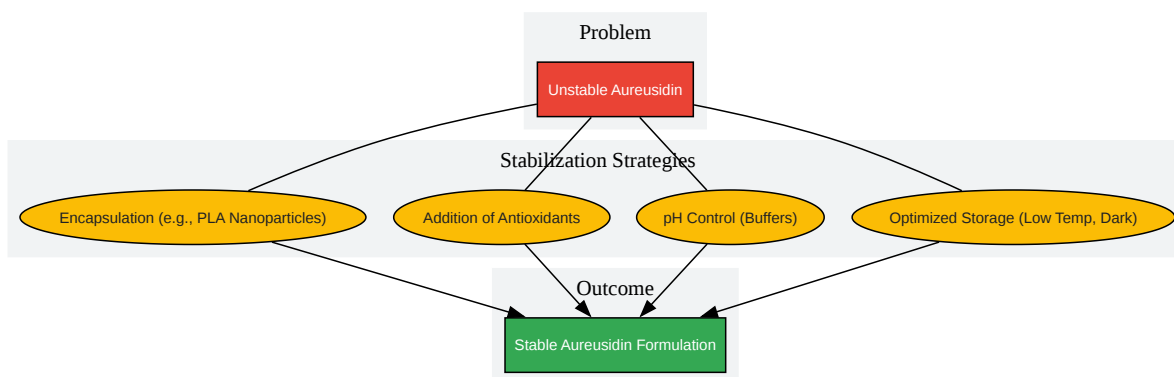 Problem
Unstable Aureusidin
Stabilization Strategies
Encapsulation (e.g., PLA Nanoparticles)
Addition of Antioxidants
pH Control (Buffers)
Optimized Storage (Low Temp, Dark)
Outcome
Stable Aureusidin Formulation